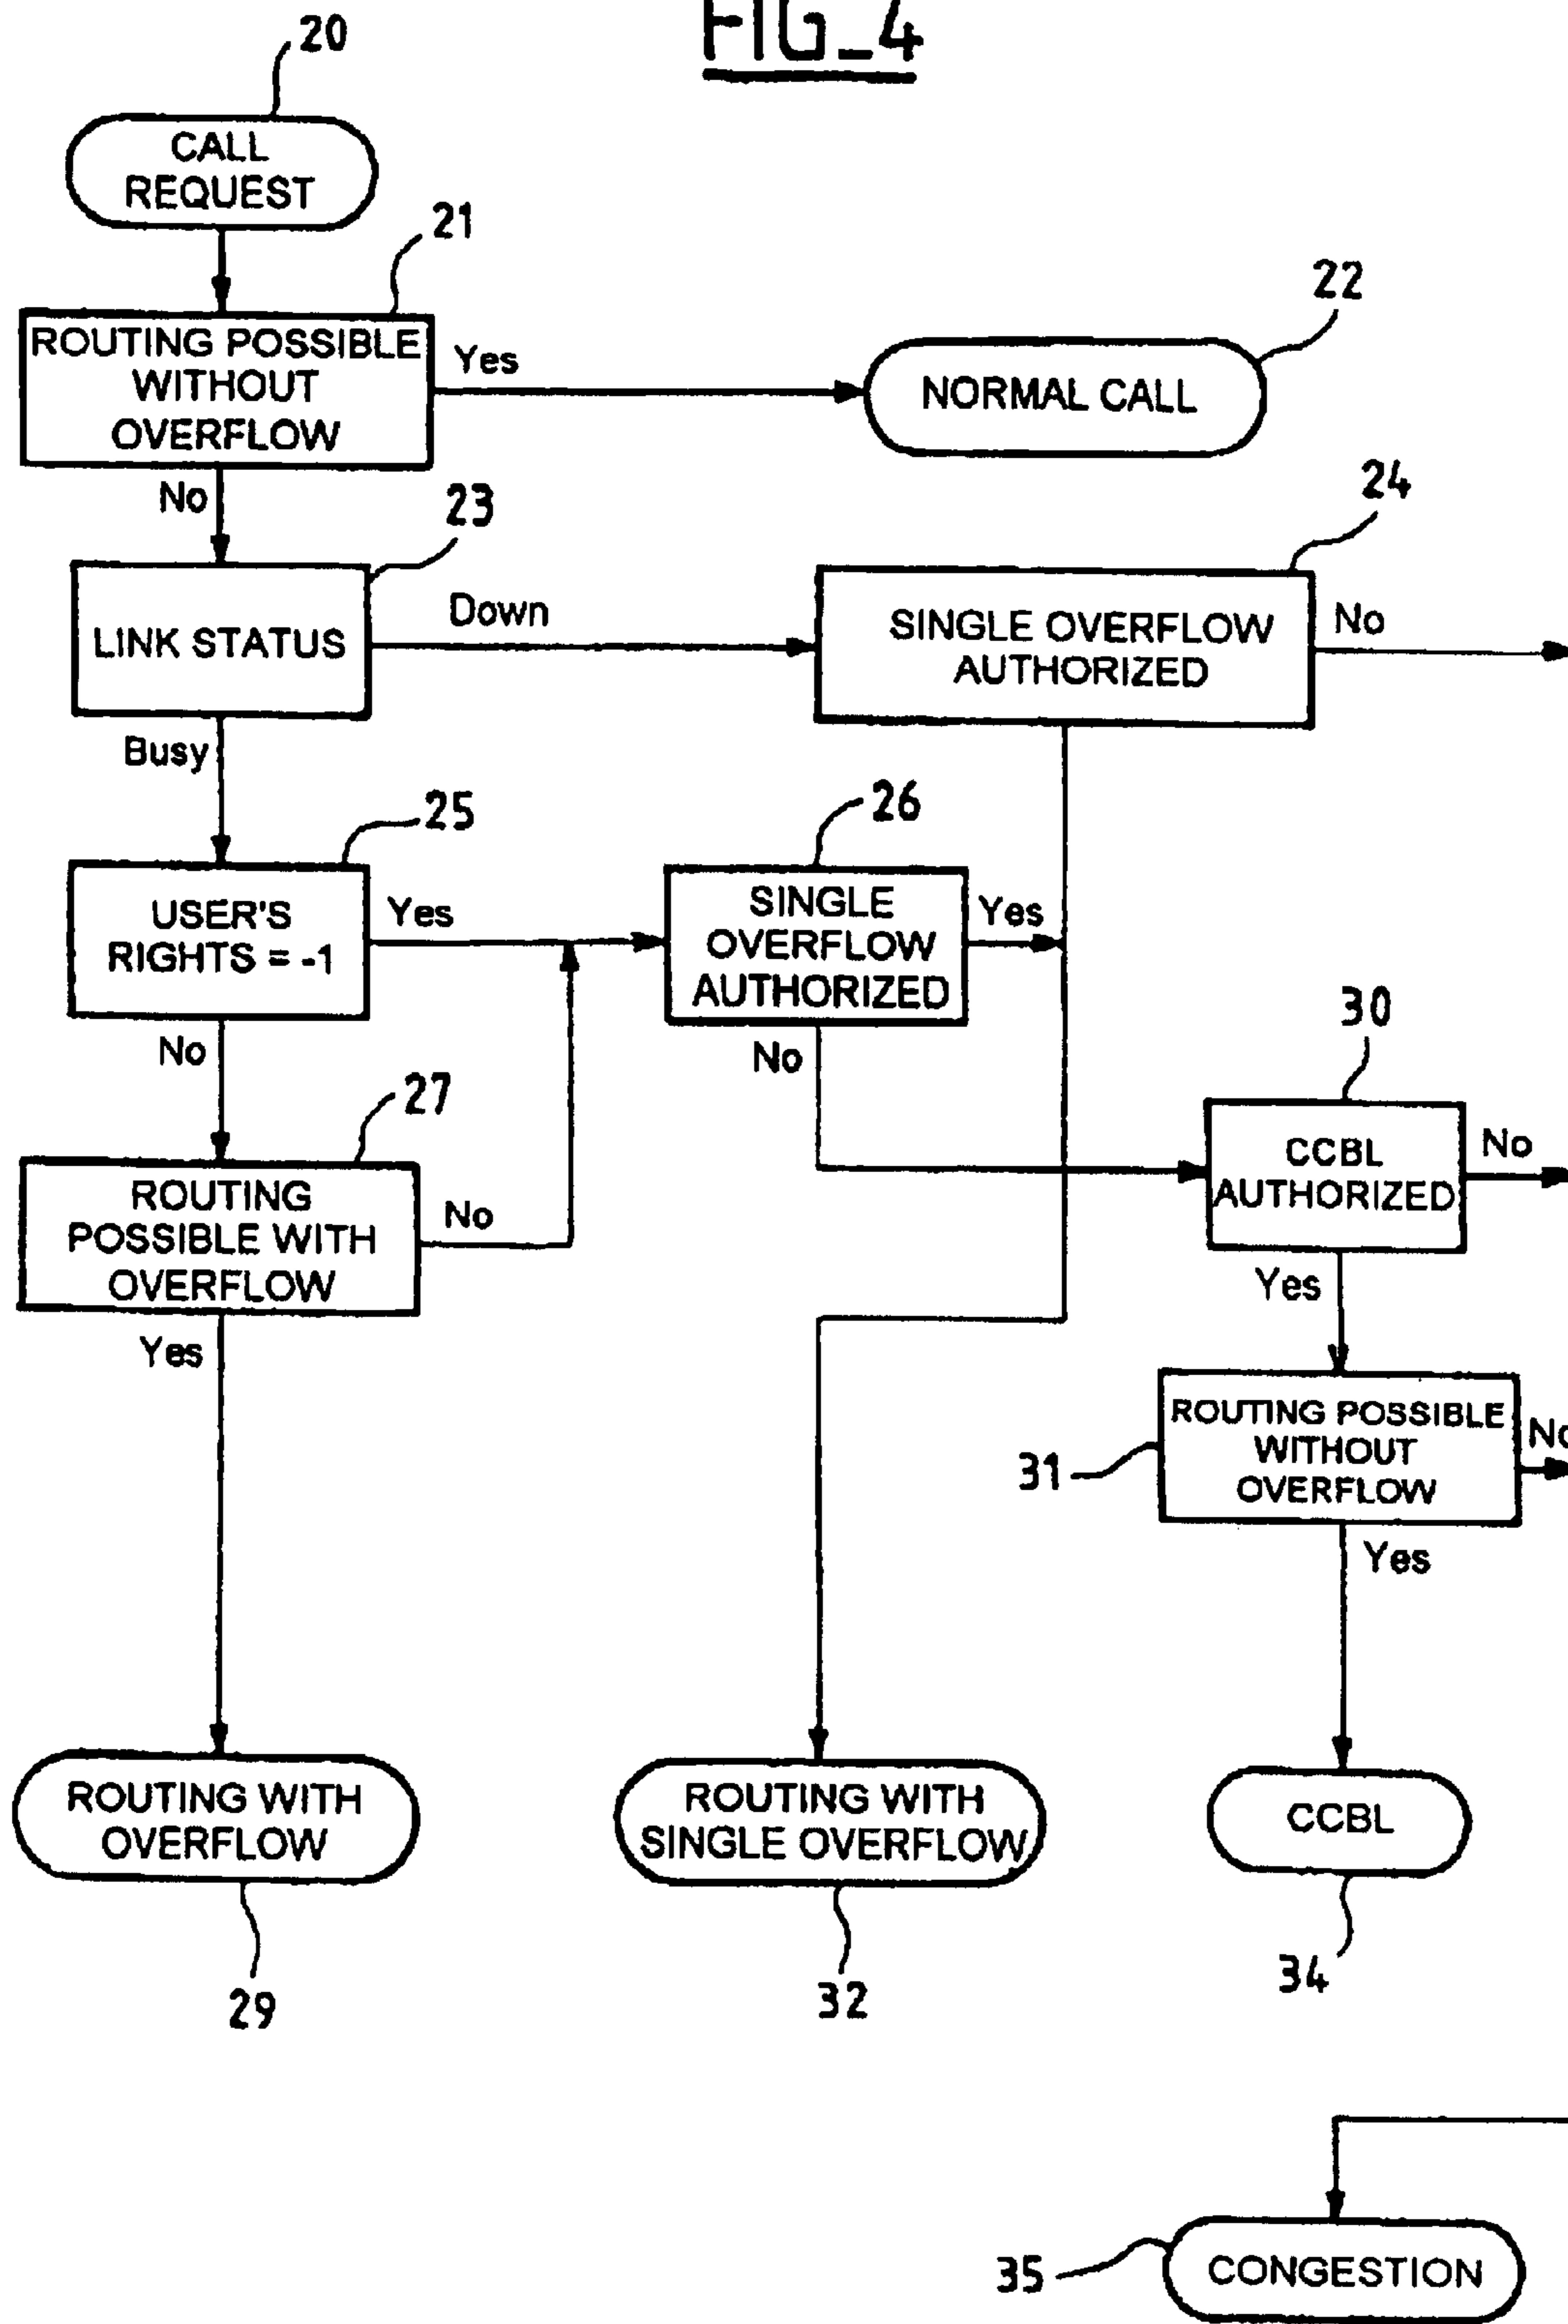 FIG_4
20
CALL
REQUEST
21
ROUTING POSSIBLE
WITHOUT
OVERFLOW
Yes
22
NORMAL CALL
No
23
LINK STATUS
Down
24
SINGLE OVERFLOW
AUTHORIZED
No
Busy
25
USER'S
RIGHTS = -1
Yes
26
SINGLE
OVERFLOW
AUTHORIZED
Yes
No
No
27
ROUTING
POSSIBLE WITH
OVERFLOW
No
30
CCBL
AUTHORIZED
No
Yes
Yes
31
ROUTING POSSIBLE
WITHOUT
OVERFLOW
No
Yes
ROUTING WITH
OVERFLOW
29
ROUTING WITH
SINGLE OVERFLOW
32
CCBL
34
35
CONGESTION